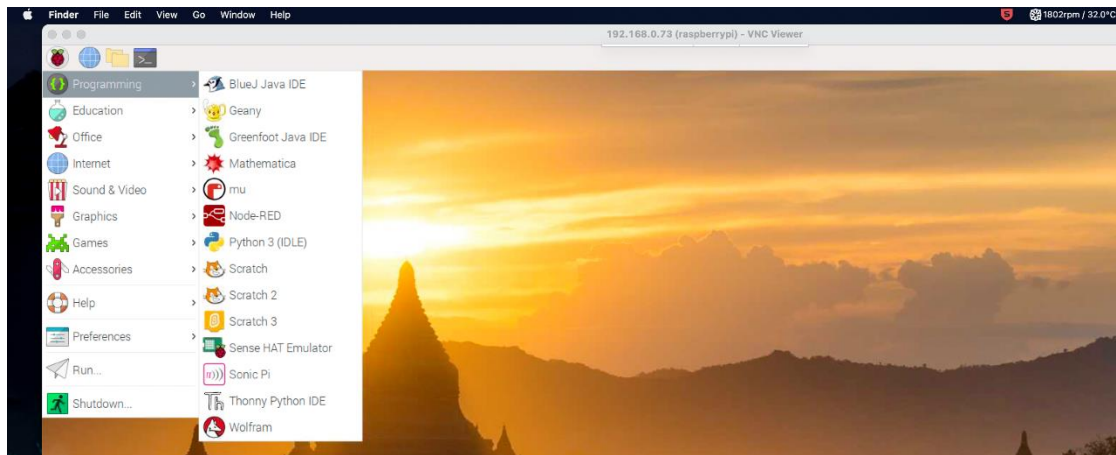 Finder File Edit View Go Window Help 1802rpm / 32.0°C
192.168.0.73 (raspberrypi) - VNC Viewer
Programming
Education
Office
Internet
Sound & Video
Graphics
Games
Accessories
Help
Preferences
Run...
Shutdown...
BlueJ Java IDE
Geany
Greenfoot Java IDE
Mathematica
mu
Node-RED
Python 3 (IDLE)
Scratch
Scratch 2
Scratch 3
Sense HAT Emulator
Sonic Pi
Thonny Python IDE
Wolfram